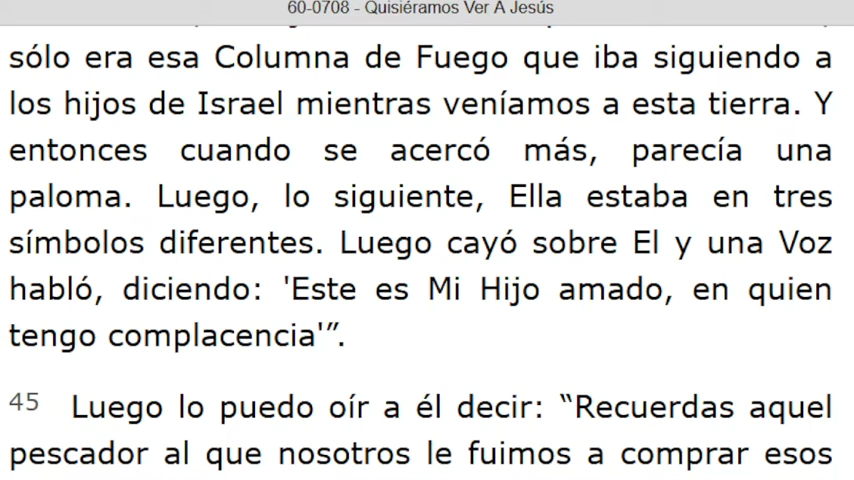 60-0708 - Quisiéramos Ver A Jesús
sólo era esa Columna de Fuego que iba siguiendo a
los hijos de Israel mientras veníamos a esta tierra. Y
entonces cuando se acercó más, parecía una
paloma. Luego, lo siguiente, Ella estaba en tres
símbolos diferentes. Luego cayó sobre El y una Voz
habló, diciendo: 'Este es Mi Hijo amado, en quien
tengo complacencia'”.
45 Luego lo puedo oír a él decir: “Recuerdas aquel
pescador al que nosotros le fuimos a comprar esos